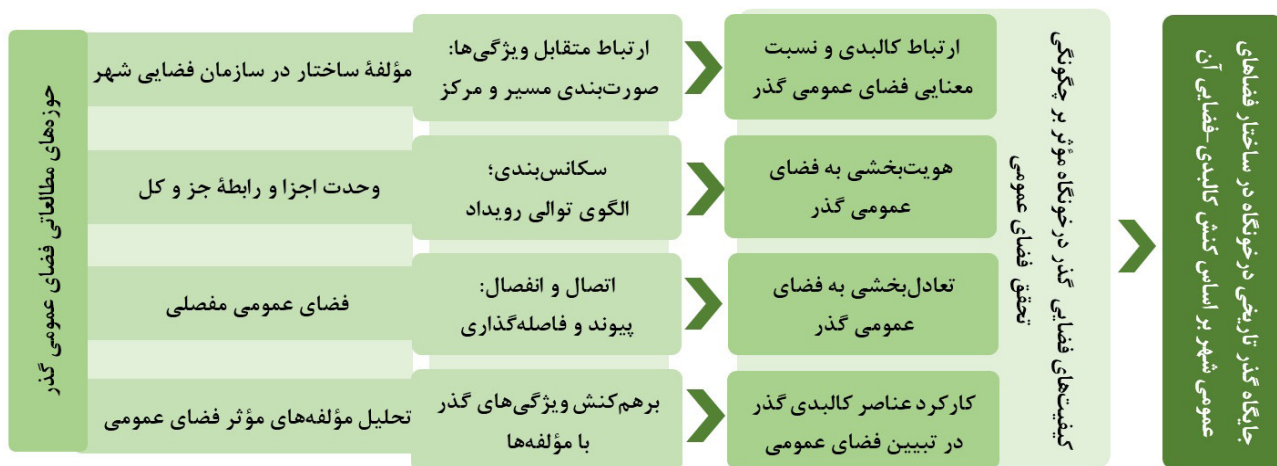 حوزه‌های مطالعاتی فضای عمومی گذر
مؤلفهٔ ساختار در سازمان فضایی شهر
ارتباط متقابل ویژگی‌ها:
صورت‌بندی مسیر و مرکز
ارتباط کالبدی و نسبت
معنایی فضای عمومی گذر
وحدت اجزا و رابطهٔ جز و کل
سکانس‌بندی؛
الگوی توالی رویداد
هویت‌بخشی به فضای
عمومی گذر
فضای عمومی مفصلی
اتصال و انفصال:
پیوند و فاصله‌گذاری
تعادل‌بخشی به فضای
عمومی گذر
تحلیل مؤلفه‌های مؤثر فضای عمومی
برهم‌کنش ویژگی‌های گذر
با مؤلفه‌ها
کارکرد عناصر کالبدی گذر
در تبیین فضای عمومی
کیفیت‌های فضایی گذر درخونگاه مؤثر بر چگونگی
تحقق فضای عمومی
جایگاه گذر تاریخی درخونگاه در ساختار فضاهای
عمومی شهر بر اساس کنش کالبدی-فضایی آن